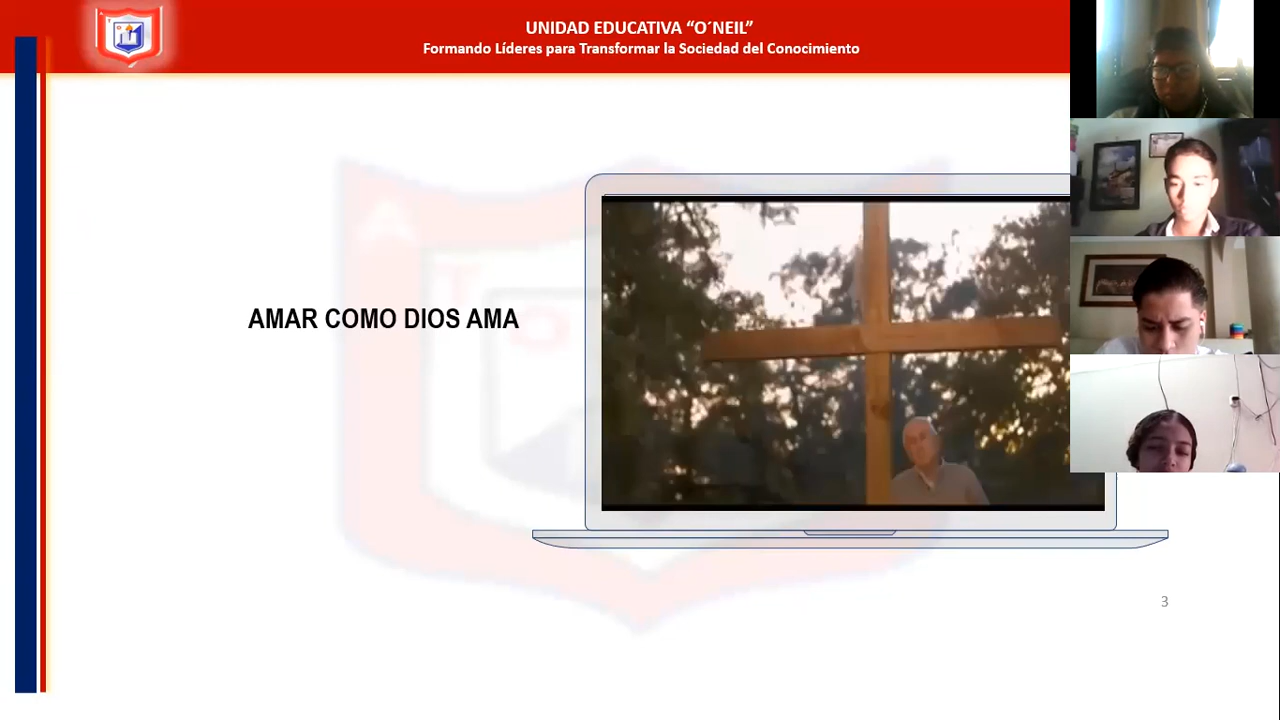 UNIDAD EDUCATIVA “O´NEIL”
Formando Líderes para Transformar la Sociedad del Conocimiento
AMAR COMO DIOS AMA
3